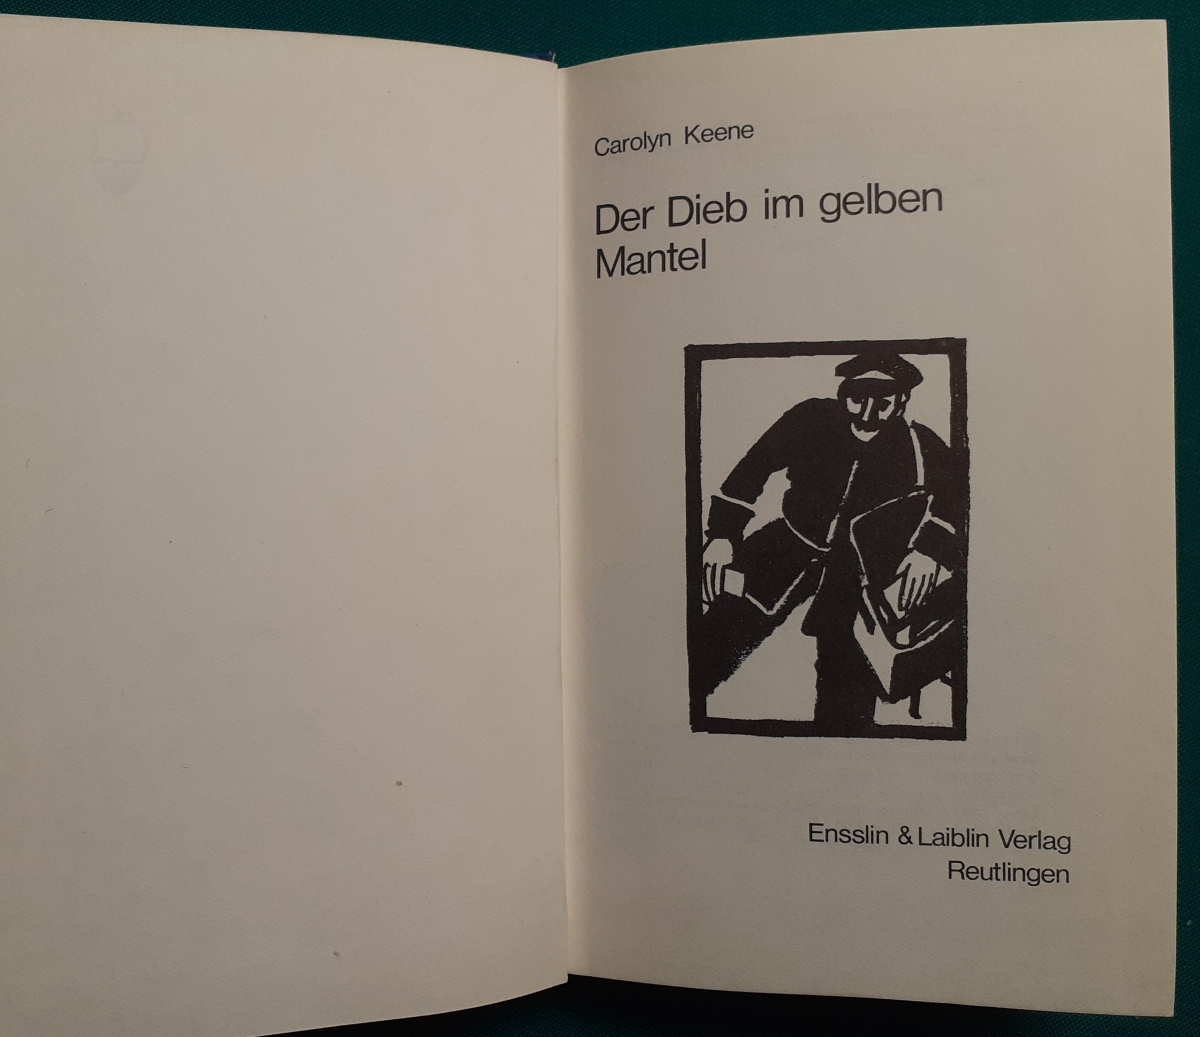 Carolyn Keene
Der Dieb im gelben
Mantel
Ensslin & Laiblin Verlag
Reutlingen